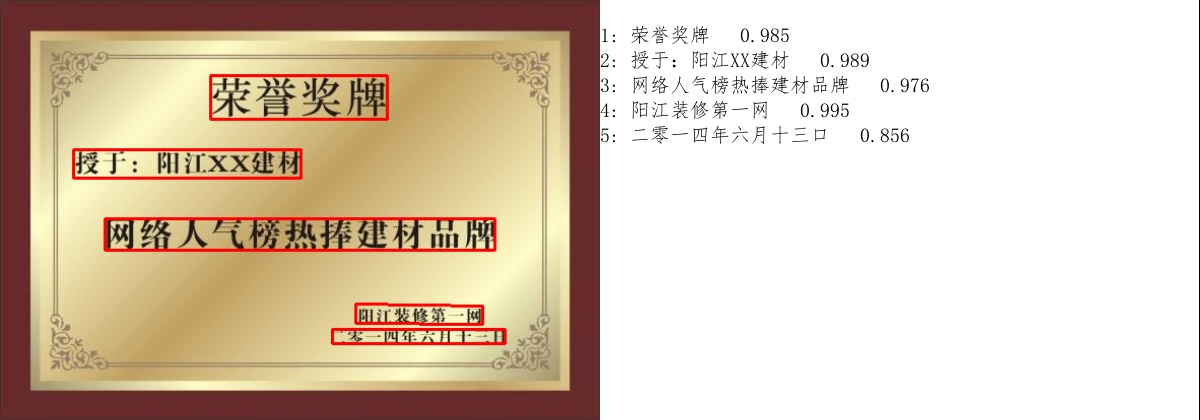 荣誉奖牌
授于：阳江XX建材
网络人气榜热捧建材品牌
阳江装修第一网
二零一四年六月十三日
1: 荣誉奖牌 0.985
2: 授于：阳江XX建材 0.989
3: 网络人气榜热捧建材品牌 0.976
4: 阳江装修第一网 0.995
5: 二零一四年六月十三口 0.856